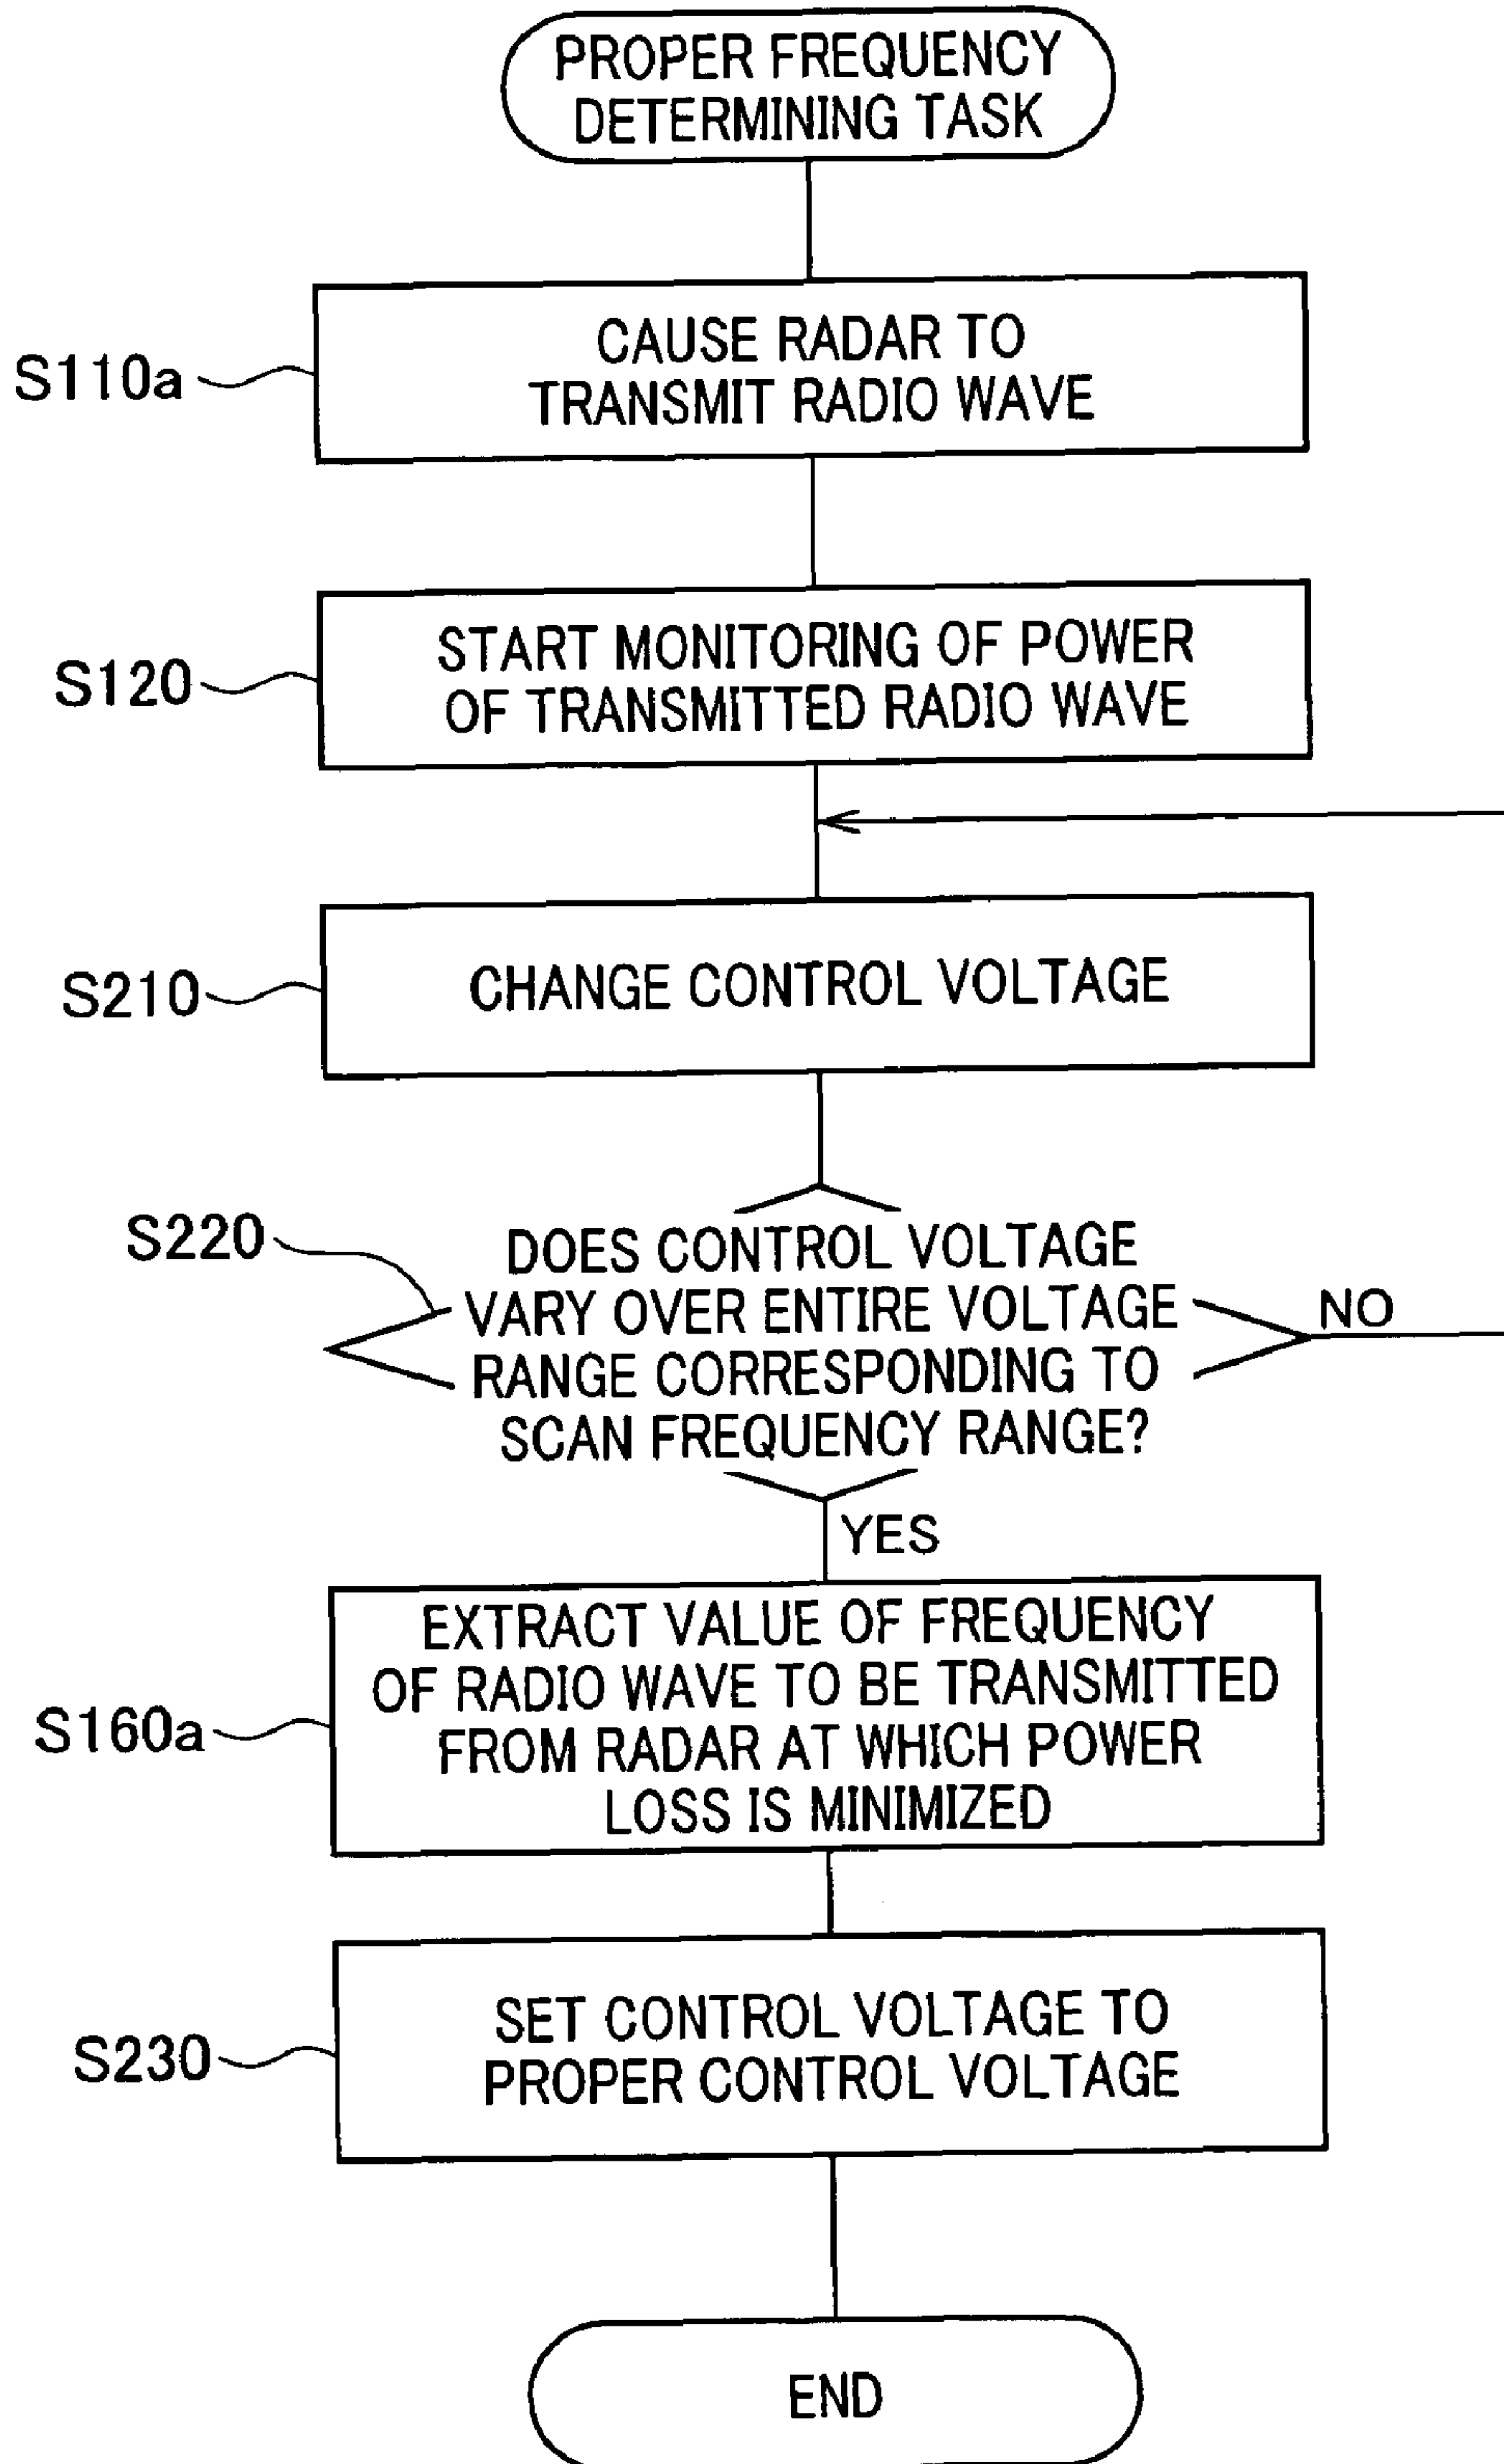 PROPER FREQUENCY
DETERMINING TASK
S110a
CAUSE RADAR TO
TRANSMIT RADIO WAVE
S120
START MONITORING OF POWER
OF TRANSMITTED RADIO WAVE
S210
CHANGE CONTROL VOLTAGE
S220
DOES CONTROL VOLTAGE
VARY OVER ENTIRE VOLTAGE
RANGE CORRESPONDING TO
SCAN FREQUENCY RANGE?
NO
YES
S160a
EXTRACT VALUE OF FREQUENCY
OF RADIO WAVE TO BE TRANSMITTED
FROM RADAR AT WHICH POWER
LOSS IS MINIMIZED
S230
SET CONTROL VOLTAGE TO
PROPER CONTROL VOLTAGE
END